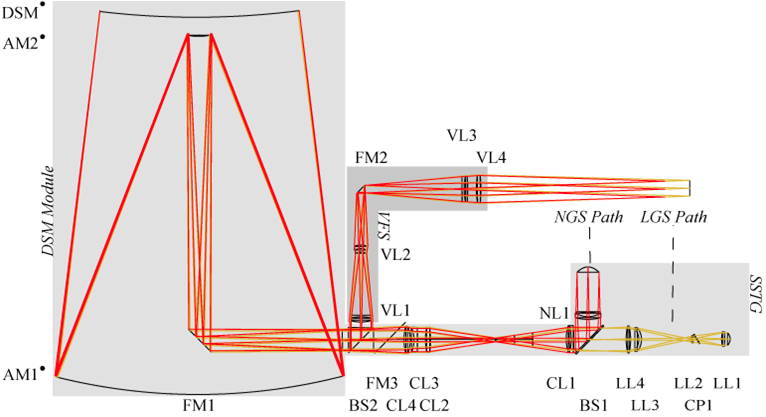 DSM
AM2
DSM Module
AM1
FM1
FM2
VL3
VL4
VFS
VL2
VL1
NGS Path
LGS Path
SSTG
NL1
FM3
CL3
CL1
LL4
LL2
LL1
BS2
CL4
CL2
BS1
LL3
CP1